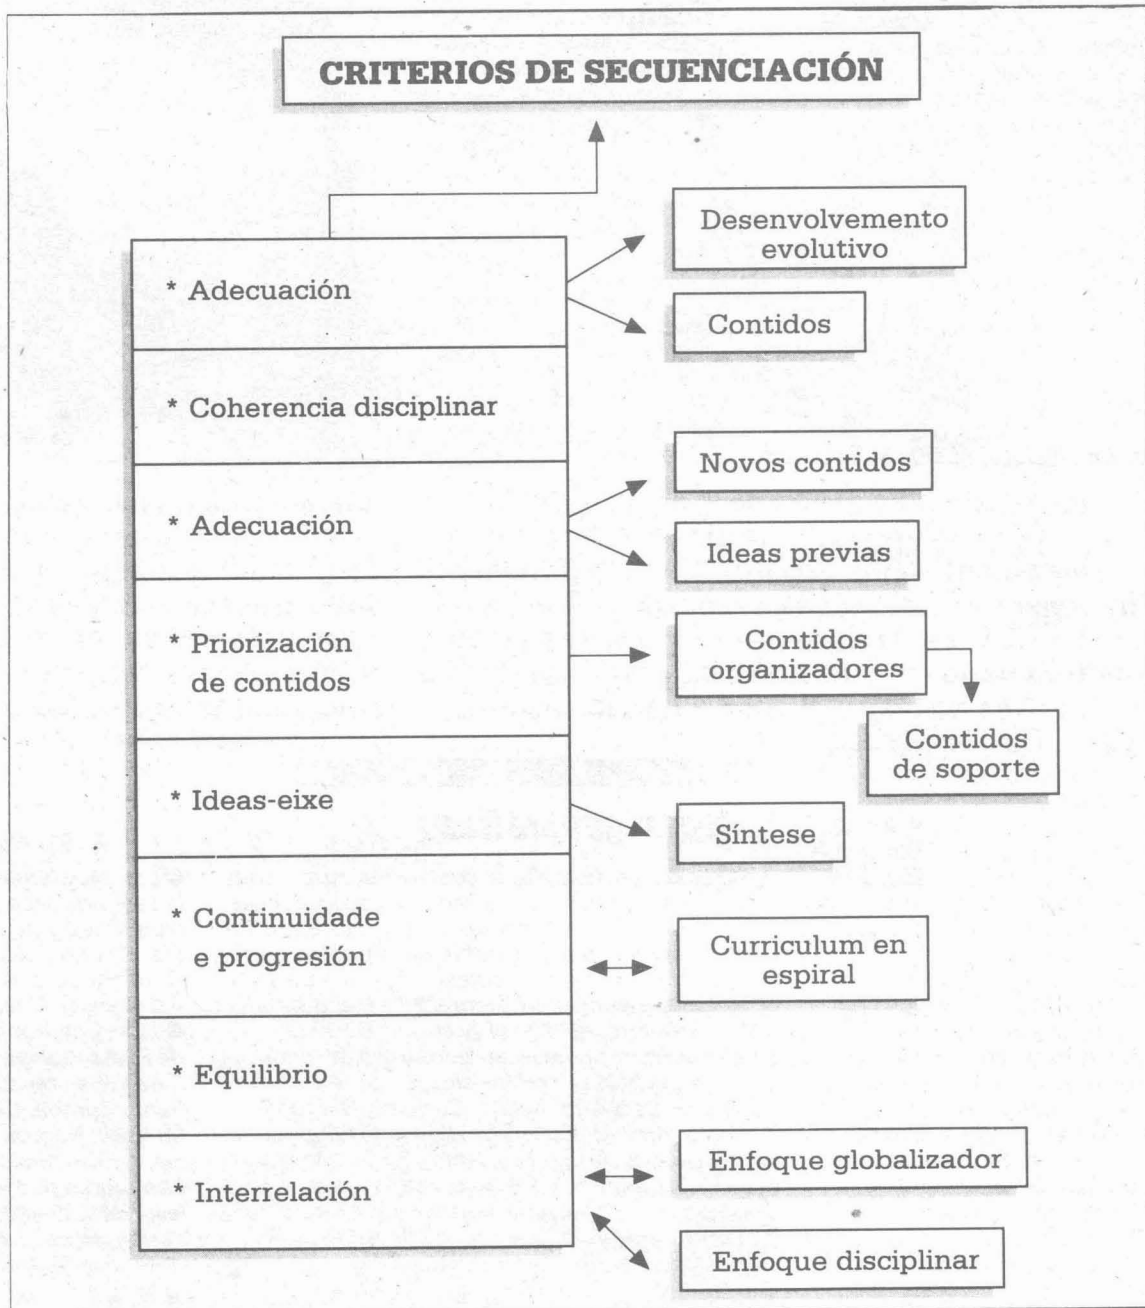 CRITERIOS DE SECUENCIACIÓN
* Adecuación
Desenvolvemento
evolutivo
Contidos
* Coherencia disciplinar
* Adecuación
Novos contidos
Ideas previas
* Priorización
de contidos
Contidos
organizadores
Contidos
de soporte
* Ideas-eixe
Síntese
* Continuidade
e progresión
Curriculum en
espiral
* Equilibrio
* Interrelación
Enfoque globalizador
Enfoque disciplinar